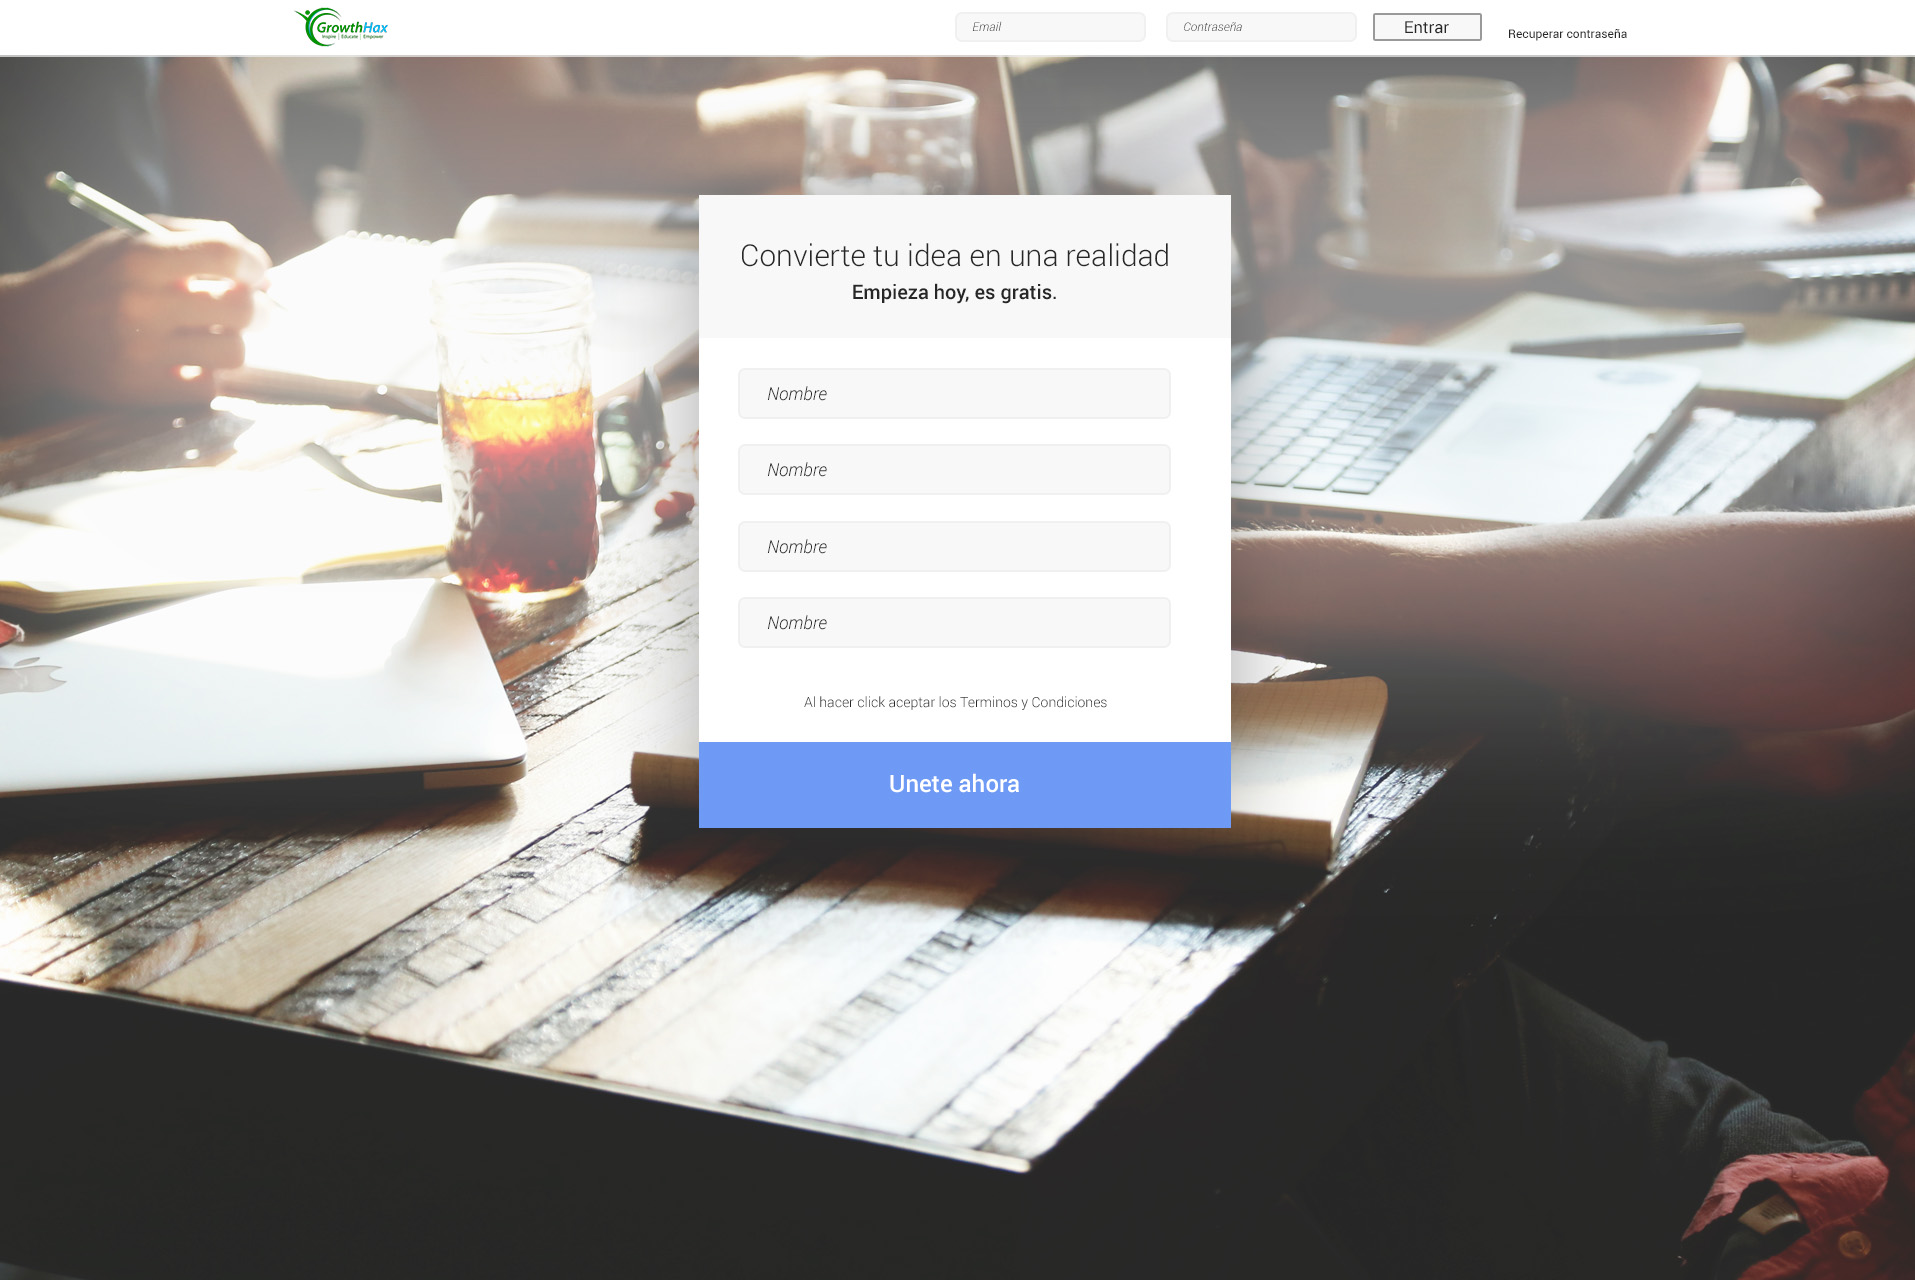 GrowthHax
Imagine | Educate | Empower
Email
Contraseña
Entrar
Recuperar contraseña
Convierte tu idea en una realidad
Empieza hoy, es gratis.
Nombre
Nombre
Nombre
Nombre
Al hacer click aceptar los Terminos y Condiciones
Unete ahora